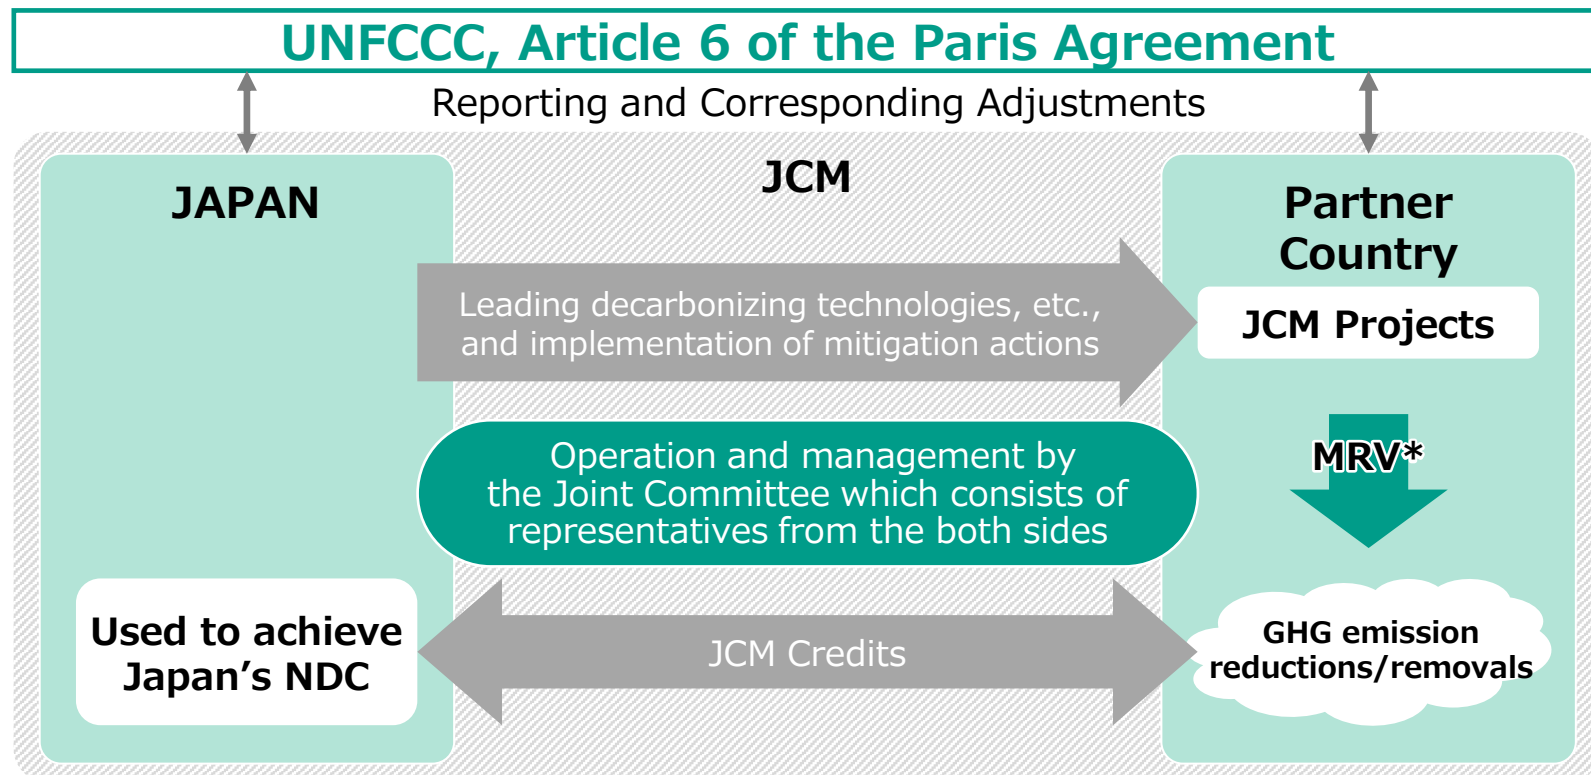 UNFCCC, Article 6 of the Paris Agreement
Reporting and Corresponding Adjustments
JCM
JAPAN
Partner
Country
Leading decarbonizing technologies, etc.,
and implementation of mitigation actions
JCM Projects
Operation and management by
the Joint Committee which consists of
representatives from the both sides
MRV*
Used to achieve
Japan’s NDC
JCM Credits
GHG emission
reductions/removals